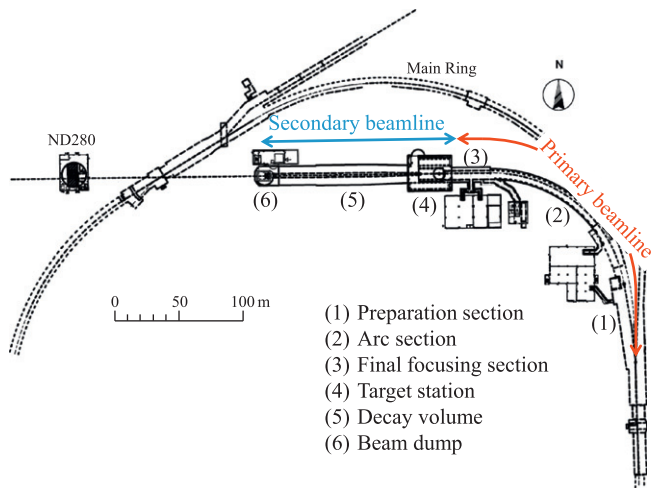 Main Ring
N
Secondary beamline
Primary beamline
ND280
(3)
(6)
(5)
(4)
(2)
(1)
0 50 100 m
(1) Preparation section
(2) Arc section
(3) Final focusing section
(4) Target station
(5) Decay volume
(6) Beam dump